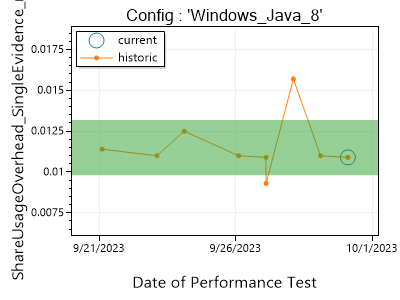 Config : 'Windows_Java_8'
ShareUsageOverhead_SingleEvidence_
current
historic
0.0175
0.015
0.0125
0.01
0.0075
9/21/2023
9/26/2023
10/1/2023
Date of Performance Test